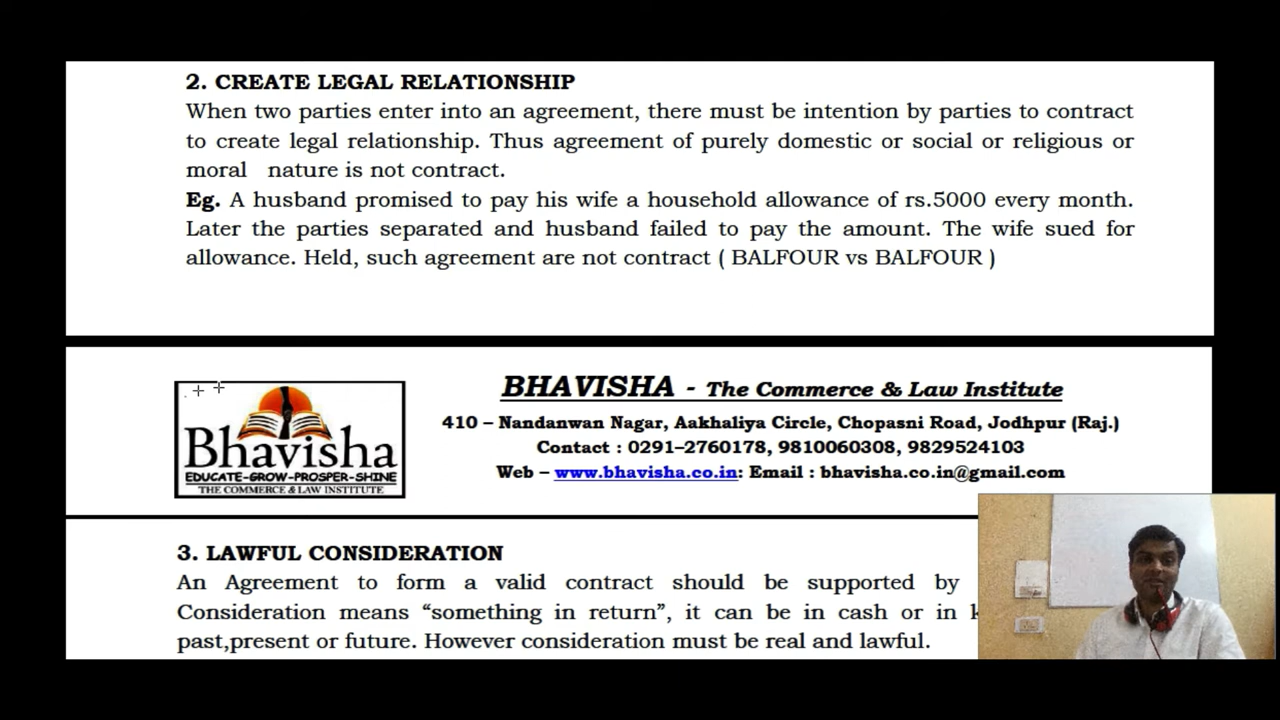 2. CREATE LEGAL RELATIONSHIP
When two parties enter into an agreement, there must be intention by parties to contract
to create legal relationship. Thus agreement of purely domestic or social or religious or
moral nature is not contract.
Eg. A husband promised to pay his wife a household allowance of rs.5000 every month.
Later the parties separated and husband failed to pay the amount. The wife sued for
allowance. Held, such agreement are not contract ( BALFOUR vs BALFOUR )
Bhavisha
EDUCATE-GROW-PROSPER-SHINE
THE COMMERCE & LAW INSTITUTE
BHAVISHA - The Commerce & Law Institute
410 – Nandanwan Nagar, Aakhaliya Circle, Chopasni Road, Jodhpur (Raj.)
Contact : 0291–2760178, 9810060308, 9829524103
Web – www.bhavisha.co.in: Email : bhavisha.co.in@gmail.com
3. LAWFUL CONSIDERATION
An Agreement to form a valid contract should be supported by
Consideration means “something in return”, it can be in cash or in
past,present or future. However consideration must be real and lawful.